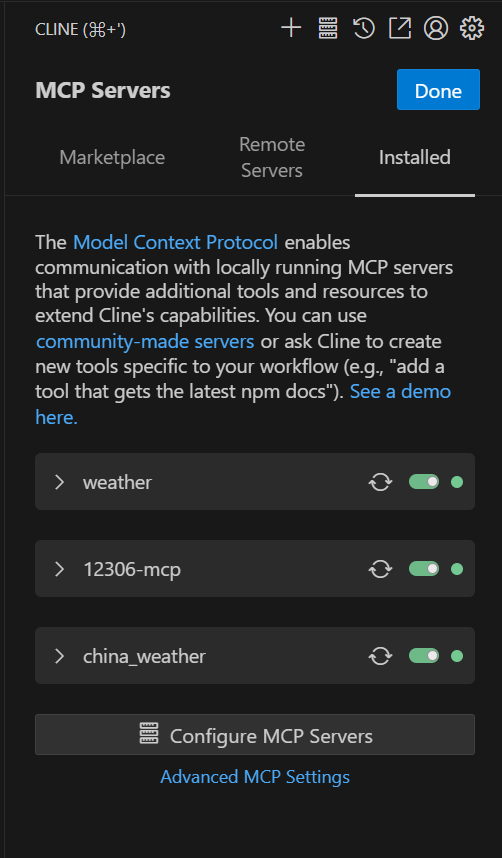 CLINE (⌘+')
MCP Servers
Done
Marketplace
Remote
Servers
Installed
The Model Context Protocol enables
communication with locally running MCP servers
that provide additional tools and resources to
extend Cline's capabilities. You can use
community-made servers or ask Cline to create
new tools specific to your workflow (e.g., "add a
tool that gets the latest npm docs"). See a demo
here.
weather
12306-mcp
china_weather
Configure MCP Servers
Advanced MCP Settings